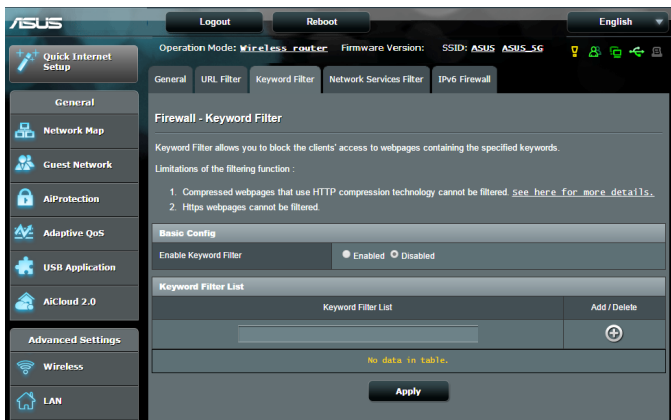 ASUS
Logout
Reboot
English
Quick Internet
Setup
Operation Mode: Wireless router Firmware Version: SSID: ASUS ASUS_5G
General
URL Filter
Keyword Filter
Network Services Filter
IPv6 Firewall
General
Network Map
Guest Network
AiProtection
Adaptive QoS
USB Application
AiCloud 2.0
Advanced Settings
Wireless
LAN
Firewall - Keyword Filter
Keyword Filter allows you to block the clients' access to webpages containing the specified keywords.
Limitations of the filtering function :
1. Compressed webpages that use HTTP compression technology cannot be filtered. See here for more details.
2. Https webpages cannot be filtered.
Basic Config
Enable Keyword Filter
Enabled Disabled
Keyword Filter List
Keyword Filter List
Add / Delete
No data in table.
Apply